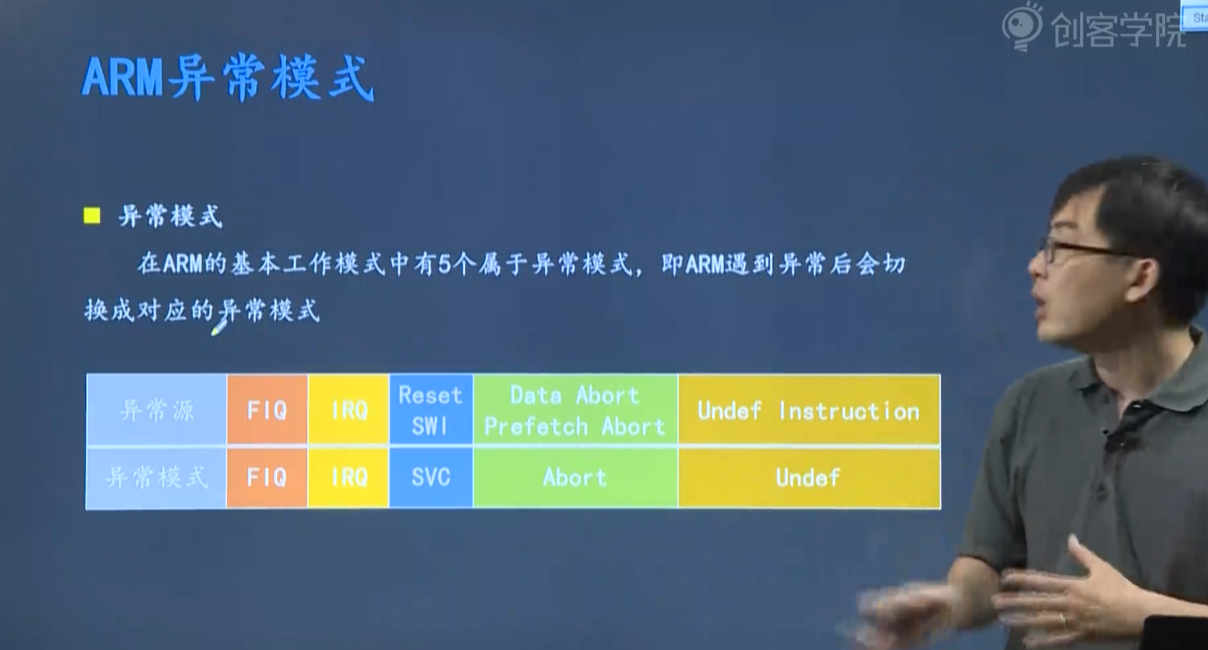 创客学院
Sta
ARM异常模式
异常模式
在ARM的基本工作模式中有5个属于异常模式，即ARM遇到异常后会切
换成对应的异常模式
异常源 FIQ IRQ Reset SWI Data Abort Prefetch Abort Undef Instruction
异常模式 FIQ IRQ SVC Abort Undef